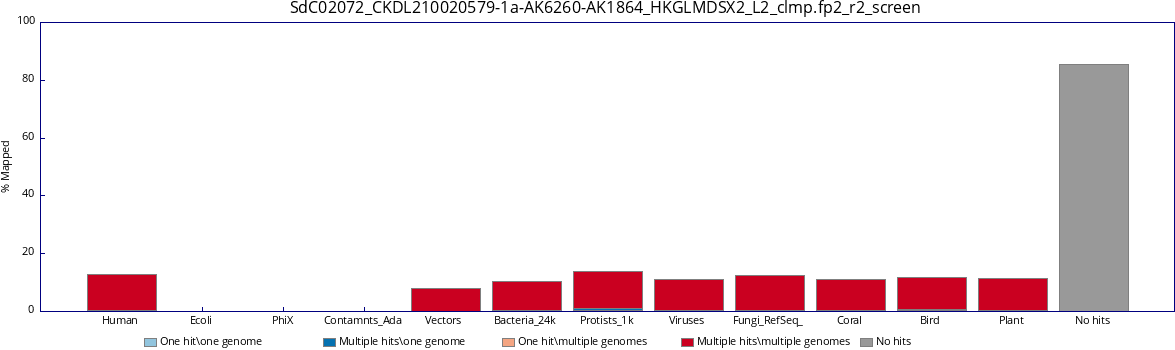 SdC02072_CKDL210020579-1a-AK6260-AK1864_HKGLMDSX2_L2_clmp.fp2_r2_screen
100
80
60
40
20
0
% Mapped
Human Ecoli PhiX Contamnts_Ada Vectors Bacteria_24k Protists_1k Viruses Fungi_RefSeq_ Coral Bird Plant No hits
One hit\one genome Multiple hits\one genome One hit\multiple genomes Multiple hits\multiple genomes No hits